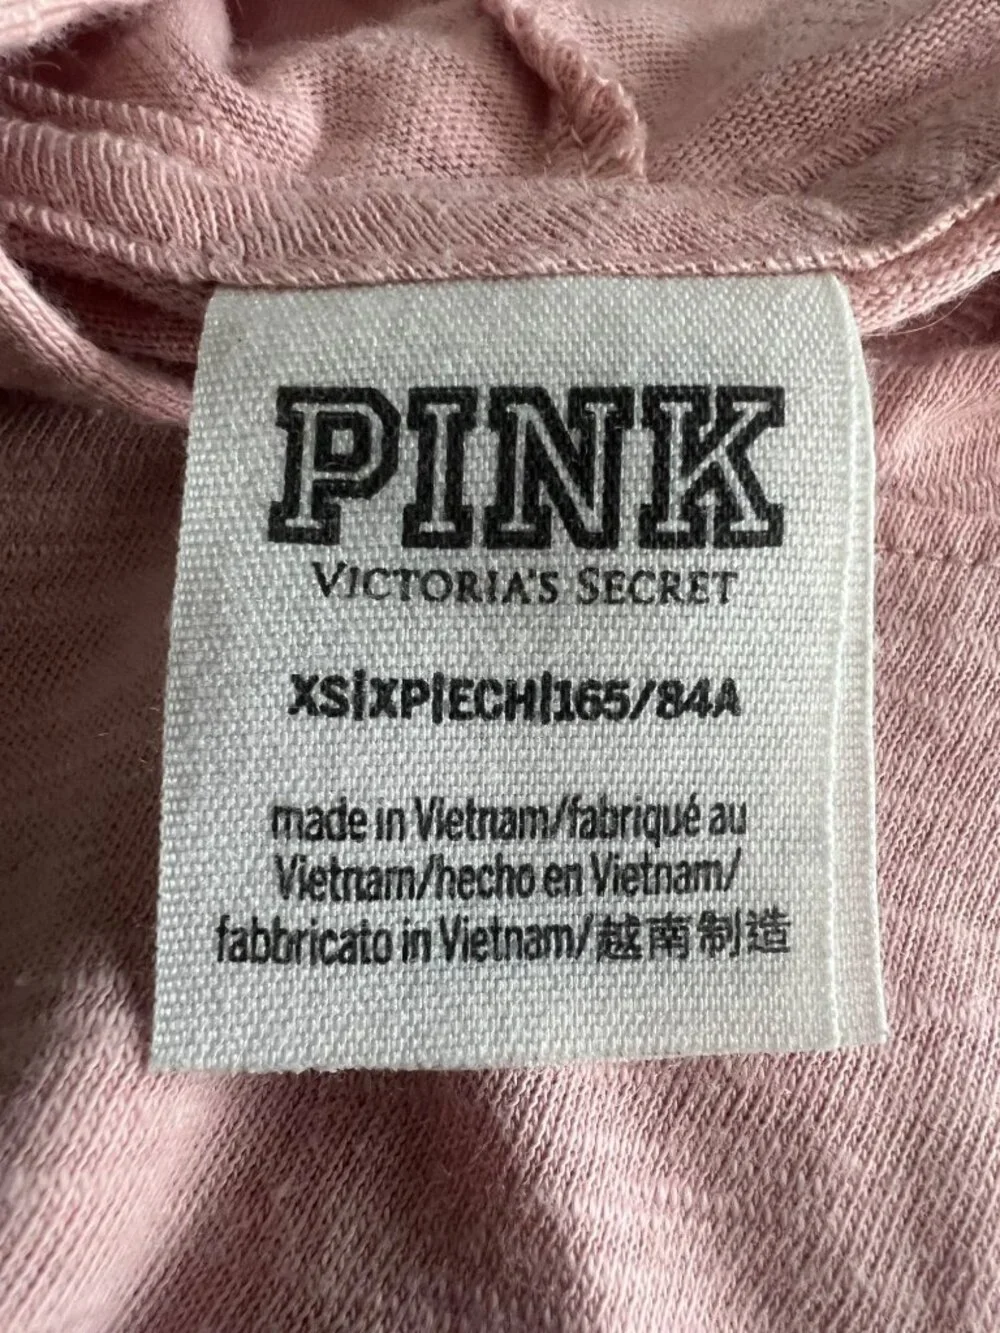 PINK
VICTORIA'S SECRET
XS|XP|ECH|165/84A
made in Vietnam/fabriqué au
Vietnam/hecho en Vietnam/
fabbricato in Vietnam/越南制造